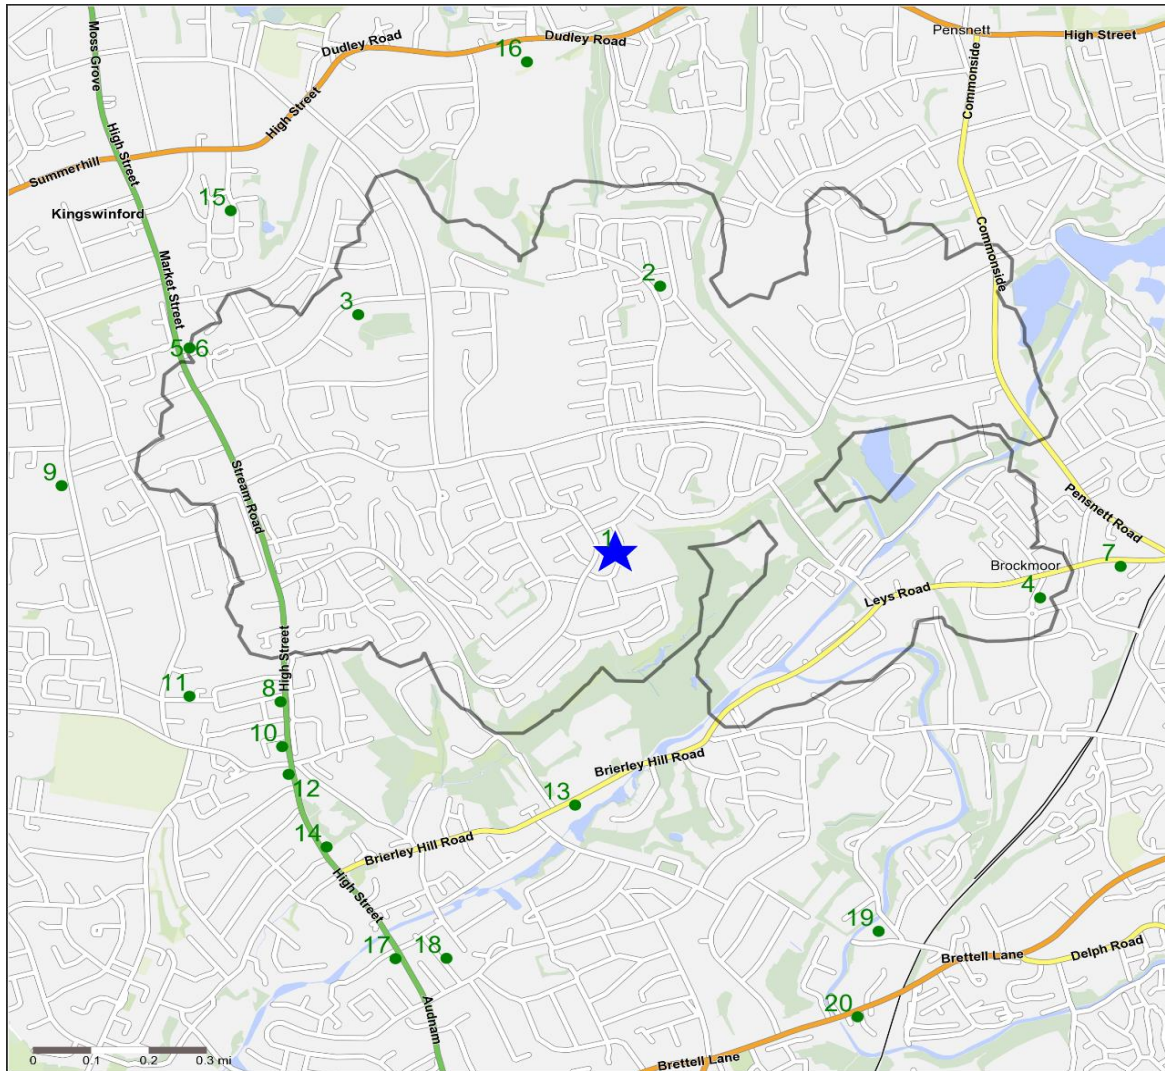 Moss Grove
Dudley Road
16
Dudley Road
Pensnett
High Street
High Street
Commonside
High Street
Summerhill
15
Kingswinford
Commonside
Market Street
2
3
5 6
9
Stream Road
Pensnett Road
1
Brockmoor
7
4
Leys Road
High Street
11
8
10
Brierley Hill Road
12
13
14
Brierley Hill Road
High Street
19
17
18
Brettell Lane
Delph Road
Audnam
20
Brettell Lane
0 0.1 0.2 0.3 mi